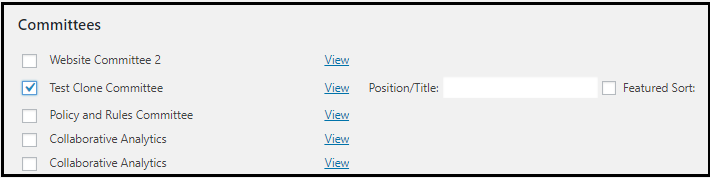 Committees
Website Committee 2 View
Test Clone Committee View Position/Title: Featured Sort:
Policy and Rules Committee View
Collaborative Analytics View
Collaborative Analytics View